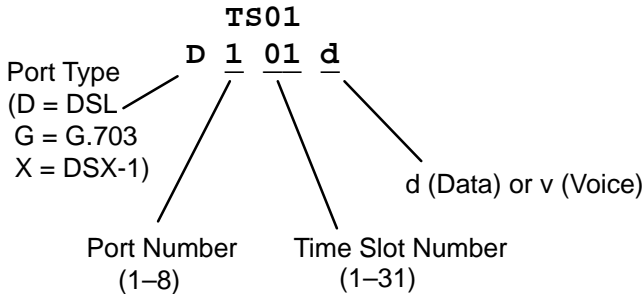 TS01
D 1 01 d
Port Type
(D = DSL
G = G.703
X = DSX-1)
d (Data) or v (Voice)
Port Number
(1–8)
Time Slot Number
(1–31)